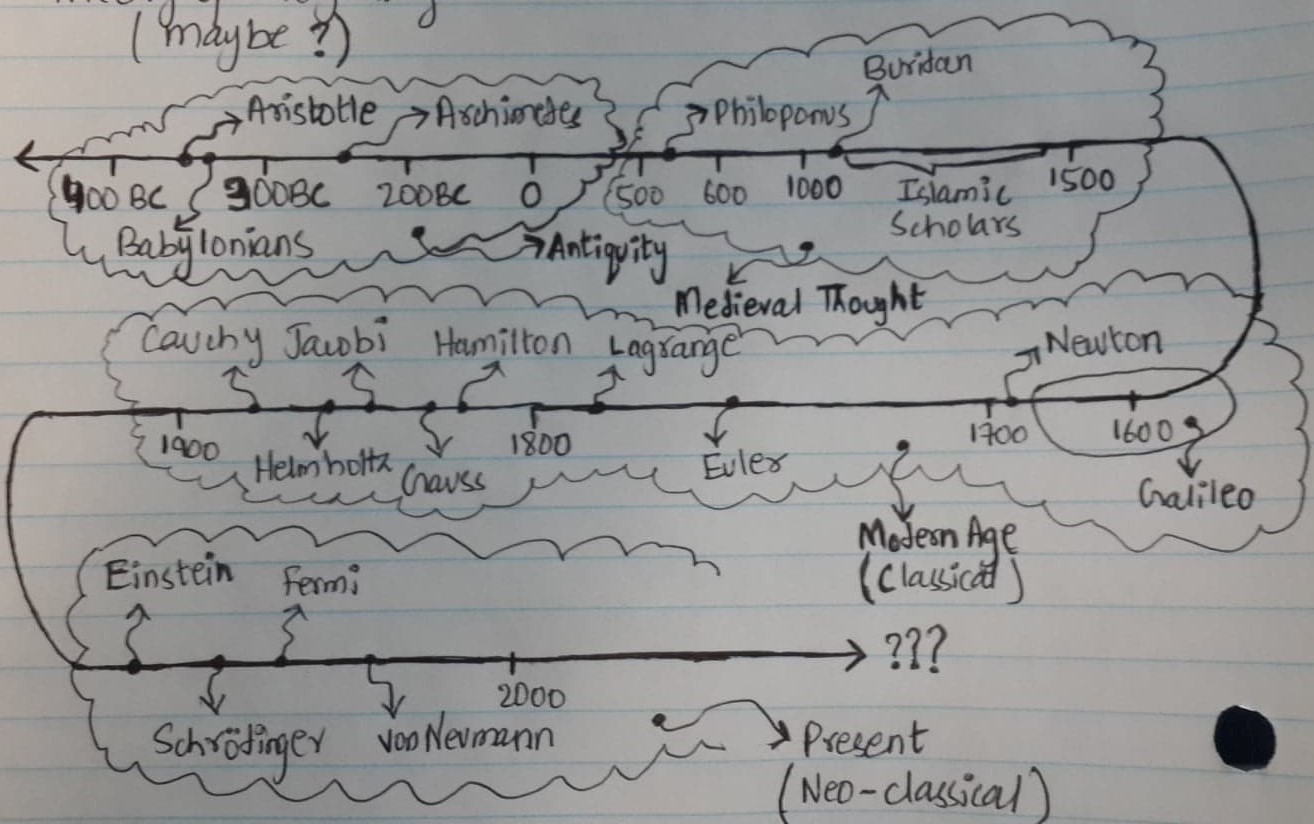 (maybe?)
Buridan
Aristotle Archimedes Philoponus
400 BC 300BC 200BC 0 500 600 1000 Islamic 1500
Scholars
Babylonians Antiquity
Medieval Thought
Cauchy Jacobi Hamilton Lagrange Newton
1900 1800 1700 1600
Helmholtz Gauss Euler
Galileo
Modern Age
(Classical)
Einstein Fermi
???
2000
Schrödinger von Neumann Present
(Neo-classical)